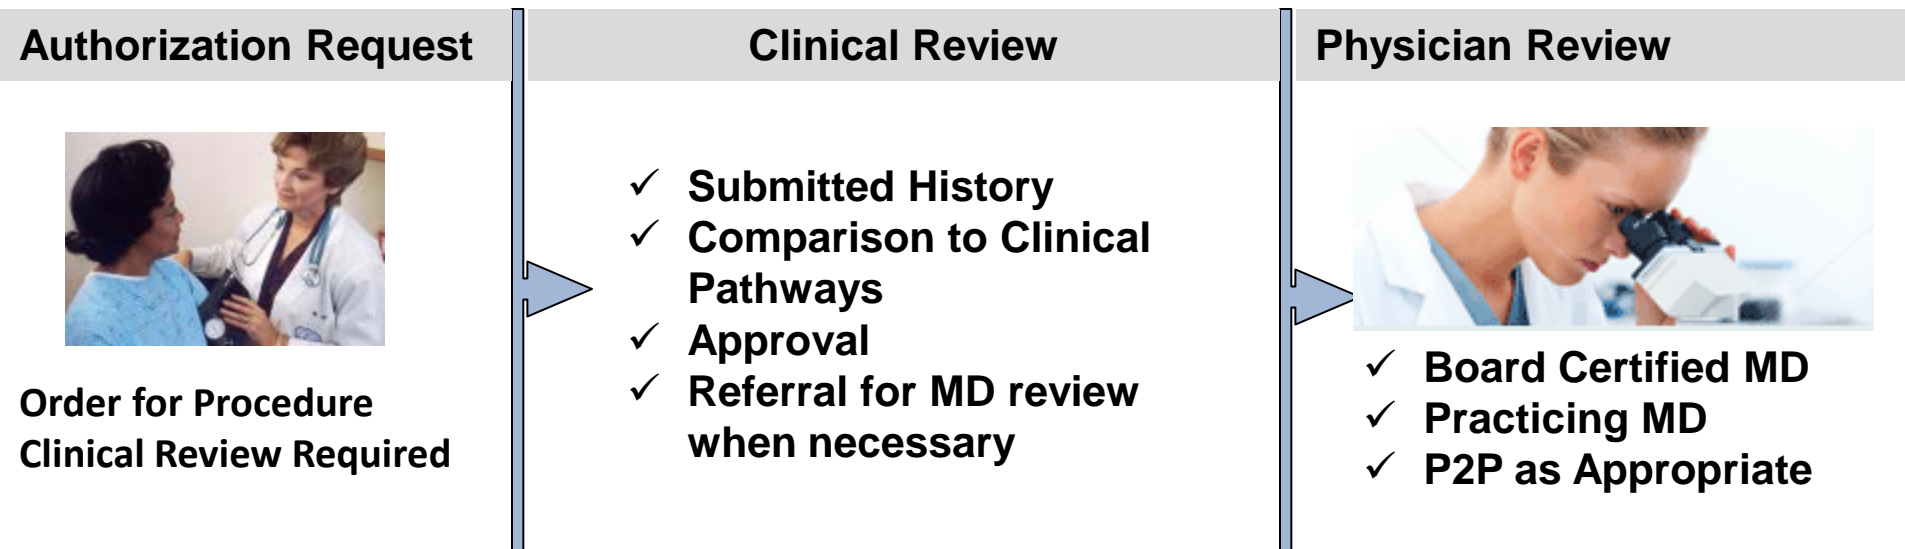 Authorization Request
Order for Procedure
Clinical Review Required
Clinical Review
✓ Submitted History
✓ Comparison to Clinical
Pathways
✓ Approval
✓ Referral for MD review
when necessary
Physician Review
✓ Board Certified MD
✓ Practicing MD
✓ P2P as Appropriate